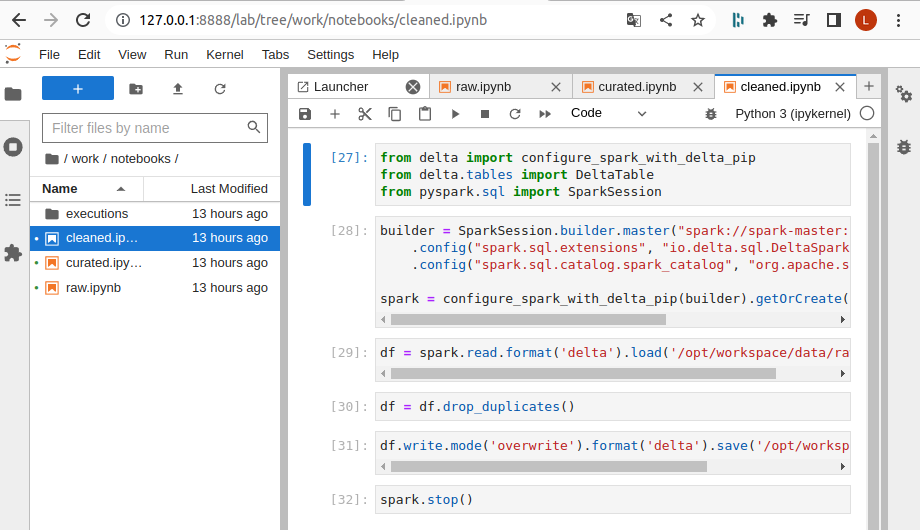 127.0.0.1:8888/lab/tree/work/notebooks/cleaned.ipynb
L
File Edit View Run Kernel Tabs Settings Help
+
Filter files by name
/ work / notebooks /
Name Last Modified
executions 13 hours ago
cleaned.ip… 13 hours ago
curated.ipy… 13 hours ago
raw.ipynb 13 hours ago
Launcher raw.ipynb curated.ipynb cleaned.ipynb
Code Python 3 (ipykernel)
[27]: from delta import configure_spark_with_delta_pip
from delta.tables import DeltaTable
from pyspark.sql import SparkSession
[28]: builder = SparkSession.builder.master("spark://spark-master:
.config("spark.sql.extensions", "io.delta.sql.DeltaSpark
.config("spark.sql.catalog.spark_catalog", "org.apache.s
spark = configure_spark_with_delta_pip(builder).getOrCreate(
[29]: df = spark.read.format('delta').load('/opt/workspace/data/ra
[30]: df = df.drop_duplicates()
[31]: df.write.mode('overwrite').format('delta').save('/opt/worksp
[32]: spark.stop()